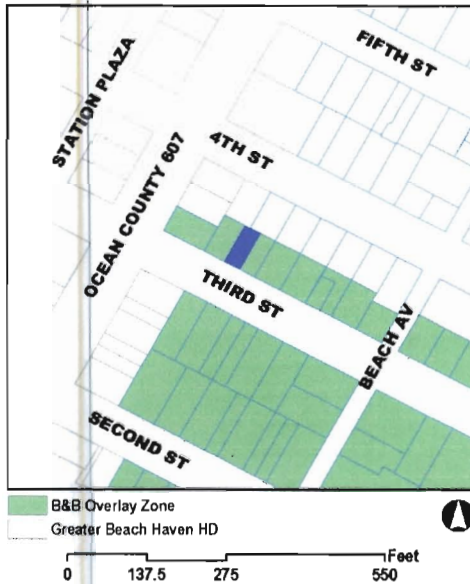 FIFTH ST
STATION PLAZA
4TH ST
OCEAN COUNTY 607
THIRD ST
BEACH AV
SECOND ST
B&B Overlay Zone
Greater Beach Haven HD
Feet
0 137.5 275 550